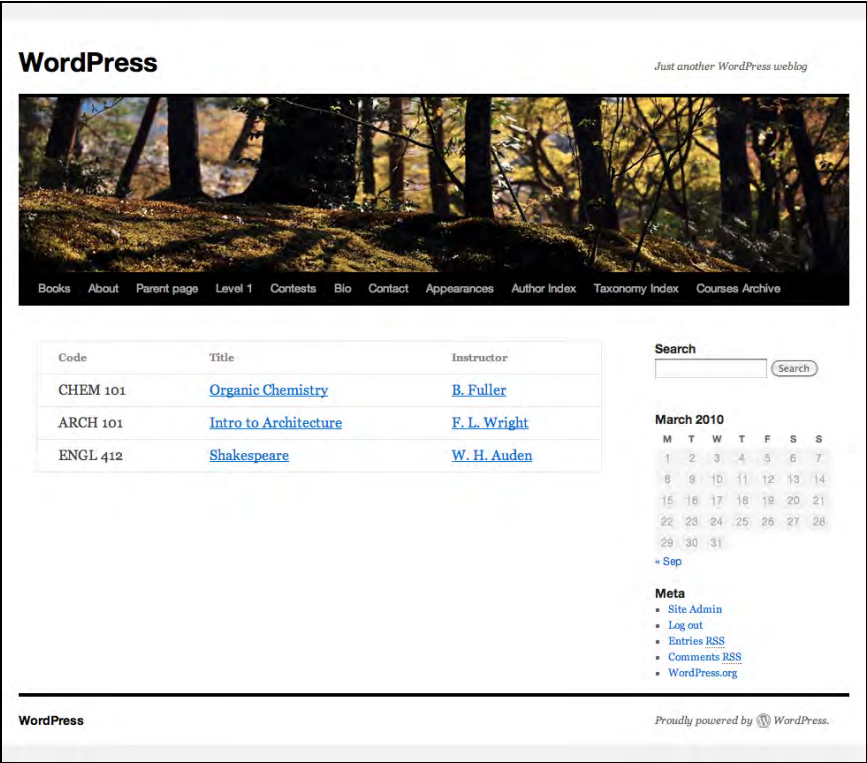 WordPress
Just another WordPress weblog
Books About Parent page Level 1 Contests Bio Contact Appearances Author Index Taxonomy Index Courses Archive
Code Title Instructor
CHEM 101 Organic Chemistry B. Fuller
ARCH 101 Intro to Architecture F. L. Wright
ENGL 412 Shakespeare W. H. Auden
Search
Search
March 2010
M T W T F S S
1 2 3 4 5 6 7
8 9 10 11 12 13 14
15 16 17 18 19 20 21
22 23 24 25 26 27 28
29 30 31
« Sep
Meta
Site Admin
Log out
Entries RSS
Comments RSS
WordPress.org
WordPress
Proudly powered by WordPress.